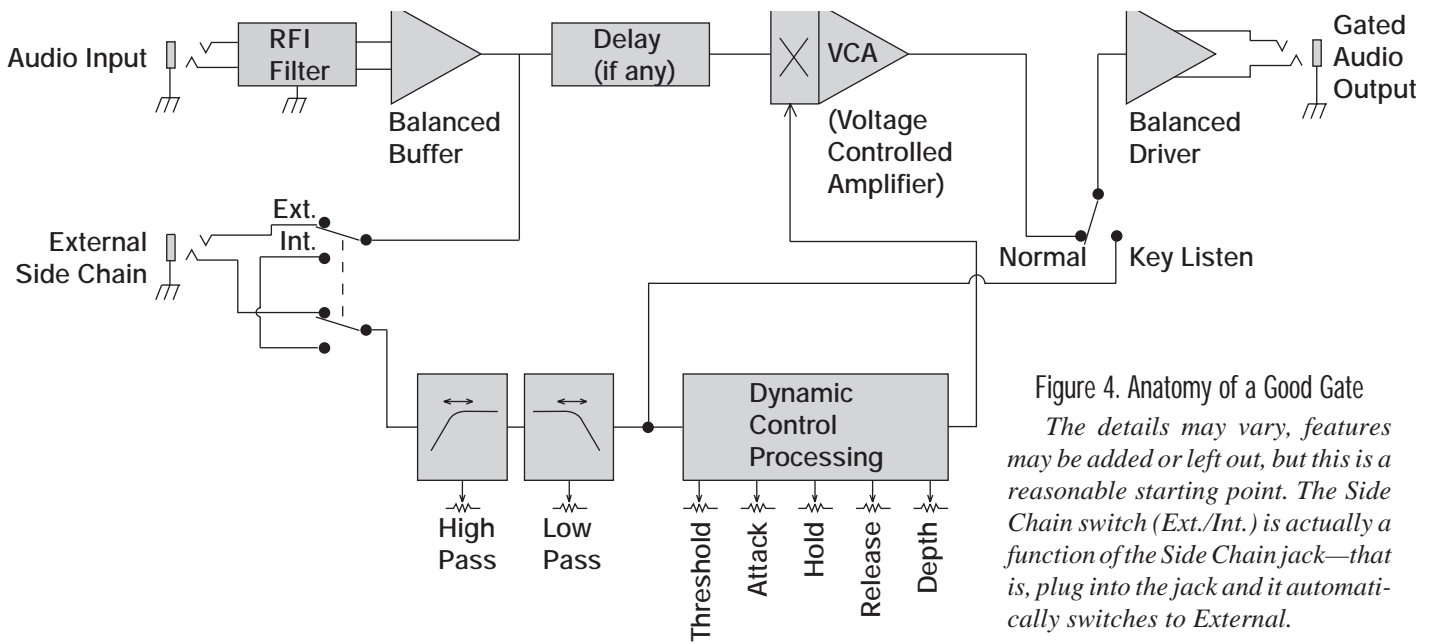 Audio Input
RFI
Filter
Balanced
Buffer
Delay
(if any)
VCA
(Voltage
Controlled
Amplifier)
Balanced
Driver
Gated
Audio
Output
External
Side Chain
Ext.
Int.
Normal
Key Listen
High
Pass
Low
Pass
Dynamic
Control
Processing
Threshold
Attack
Hold
Release
Depth
Figure 4. Anatomy of a Good Gate
The details may vary, features
may be added or left out, but this is a
reasonable starting point. The Side
Chain switch (Ext./Int.) is actually a
function of the Side Chain jack—that
is, plug into the jack and it automati-
cally switches to External.